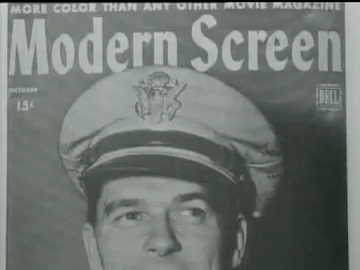 MORE COLOR THAN ANY OTHER MOVIE MAGAZINE
Modern Screen
OCTOBER
15¢
DELL